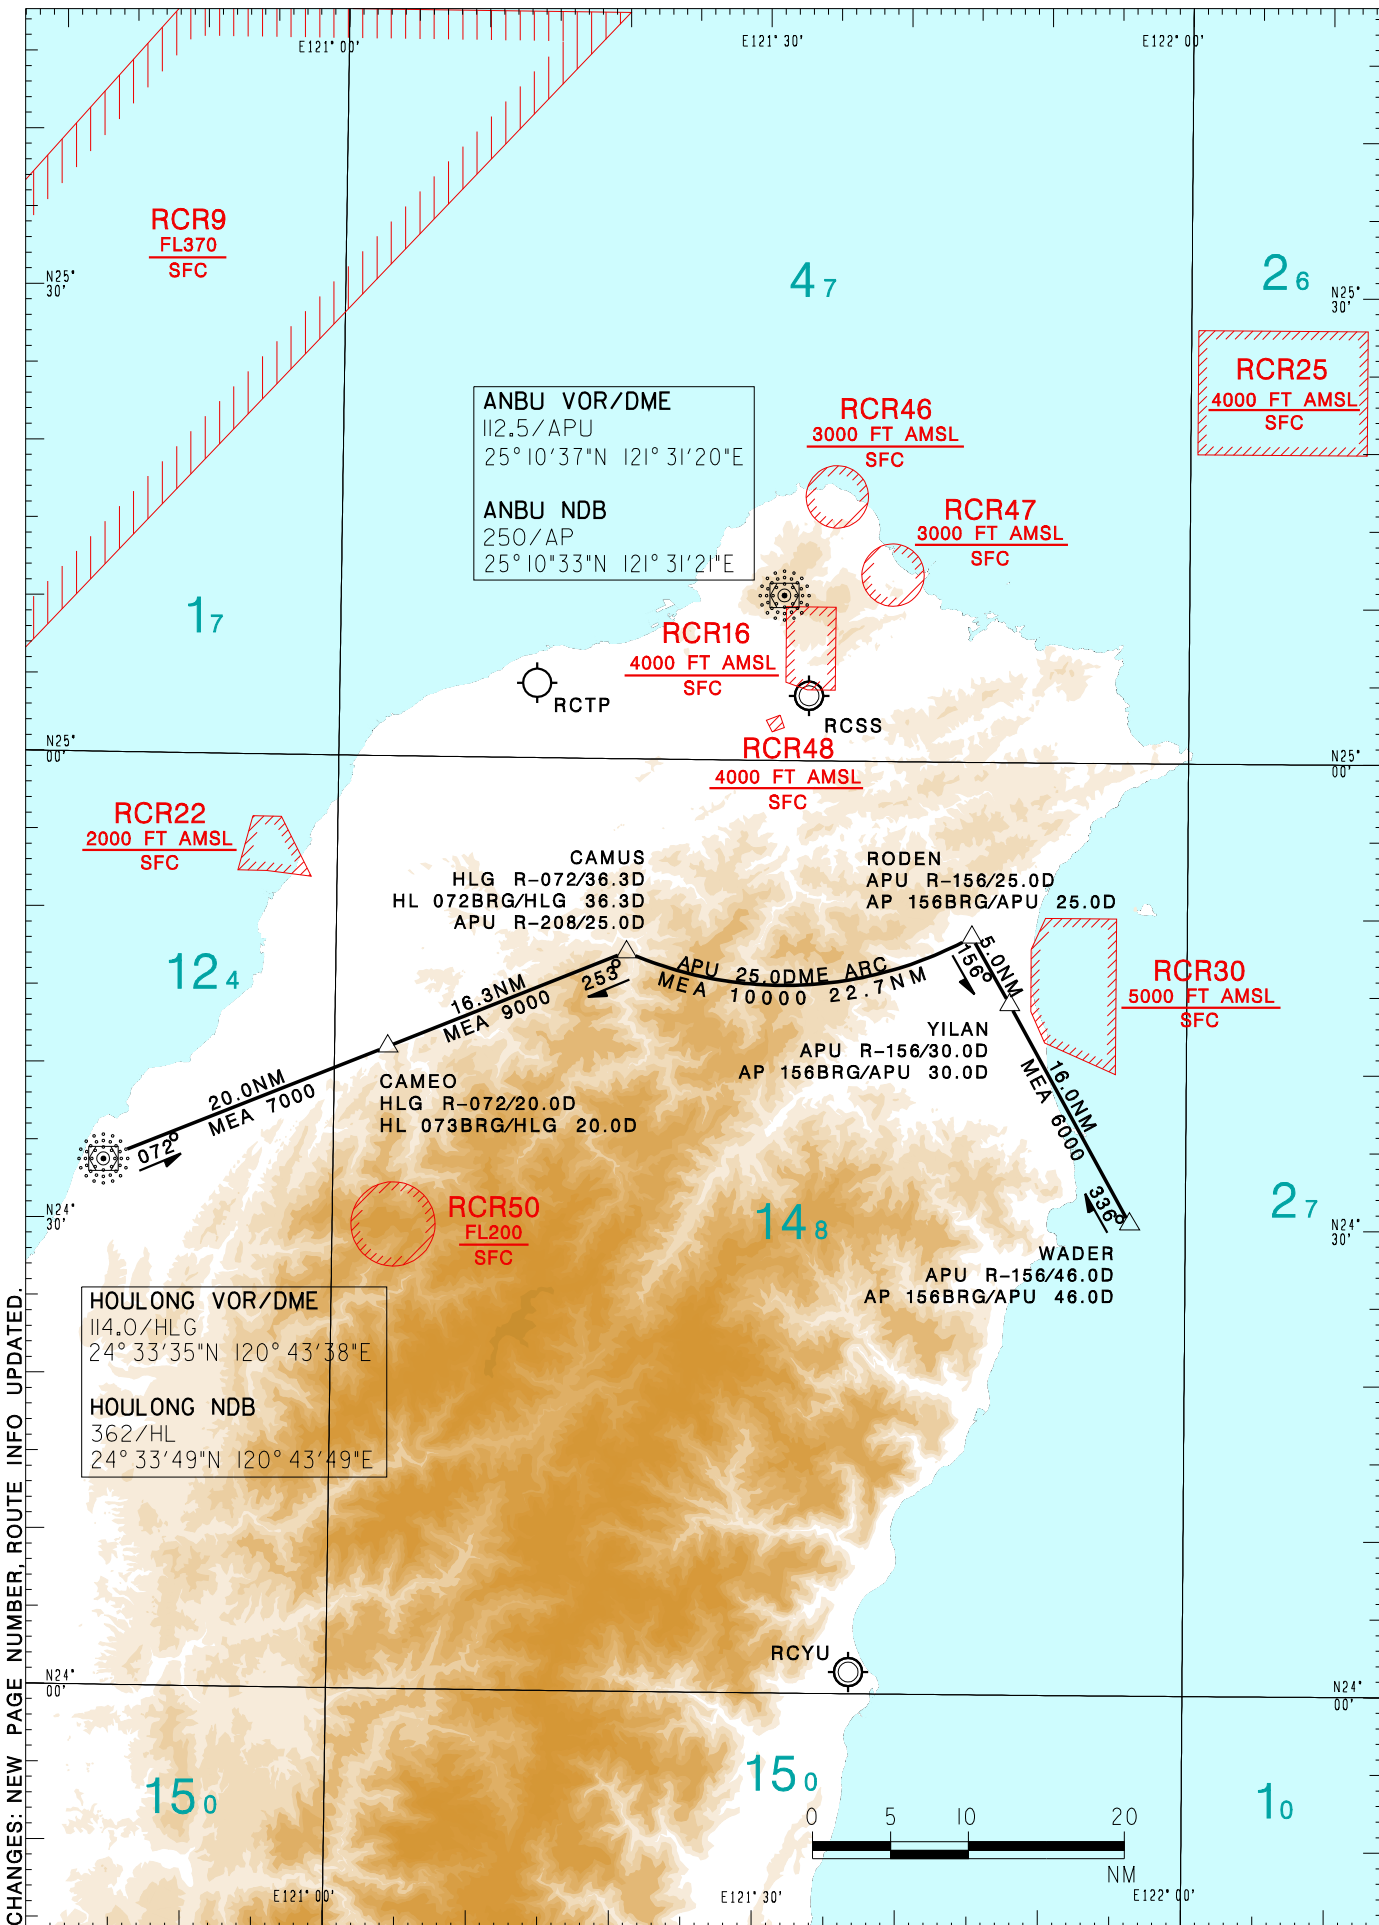 E121° 00'
E121° 30'
E122° 00'
RCR9
FL370
SFC
N25°
30'
4 7
2 6
N25°
30'
RCR25
4000 FT AMSL
SFC
ANBU VOR/DME
112.5/APU
25°10'37"N 121°31'20"E
ANBU NDB
250/AP
25°10'33"N 121°31'21"E
RCR46
3000 FT AMSL
SFC
RCR47
3000 FT AMSL
SFC
1 7
RCR16
4000 FT AMSL
SFC
RCTP
RCSS
N25°
00'
N25°
00'
RCR48
4000 FT AMSL
SFC
RCR22
2000 FT AMSL
SFC
CAMUS
HLG R-072/36.3D
HL 072BRG/HLG 36.3D
APU R-208/25.0D
RODEN
APU R-156/25.0D
AP 156BRG/APU 25.0D
12 4
RCR30
5000 FT AMSL
SFC
253°
APU 25.0DME ARC
MEA 10000 22.7NM
156°
5.0NM
16.3NM
MEA 9000
YILAN
APU R-156/30.0D
AP 156BRG/APU 30.0D
16.0NM
MEA 6000
336°
20.0NM
MEA 7000
072°
CAMEO
HLG R-072/20.0D
HL 073BRG/HLG 20.0D
N24°
30'
RCR50
FL200
SFC
14 8
2 7
N24°
30'
WADER
APU R-156/46.0D
AP 156BRG/APU 46.0D
HOULONG VOR/DME
114.0/HLG
24°33'35"N 120°43'38"E
HOULONG NDB
362/HL
24°33'49"N 120°43'49"E
RCYU
N24°
00'
N24°
00'
15 0
15 0
1 0
0 5 10 20
NM
E121° 00'
E121° 30'
E122° 00'
CHANGES: NEW PAGE NUMBER, ROUTE INFO UPDATED.